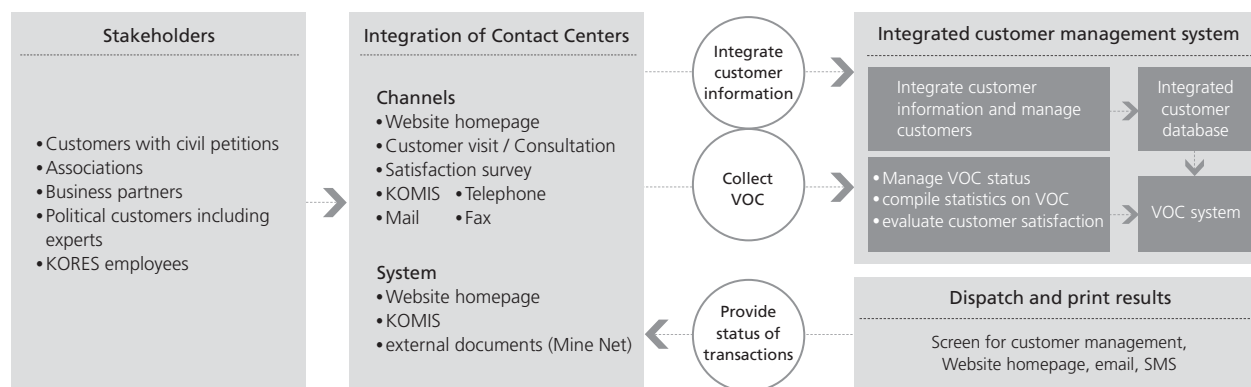 Stakeholders
•Customers with civil petitions
•Associations
•Business partners
•Political customers including
experts
•KORES employees
Integration of Contact Centers
Channels
•Website homepage
•Customer visit / Consultation
•Satisfaction survey
•KOMIS •Telephone
•Mail •Fax
System
•Website homepage
•KOMIS
•external documents (Mine Net)
Integrate
customer
information
Collect
VOC
Provide
status of
transactions
Integrated customer management system
Integrate customer
information and manage
customers
Integrated
customer
database
•Manage VOC status
•compile statistics on VOC
•evaluate customer satisfaction
VOC system
Dispatch and print results
Screen for customer management,
Website homepage, email, SMS